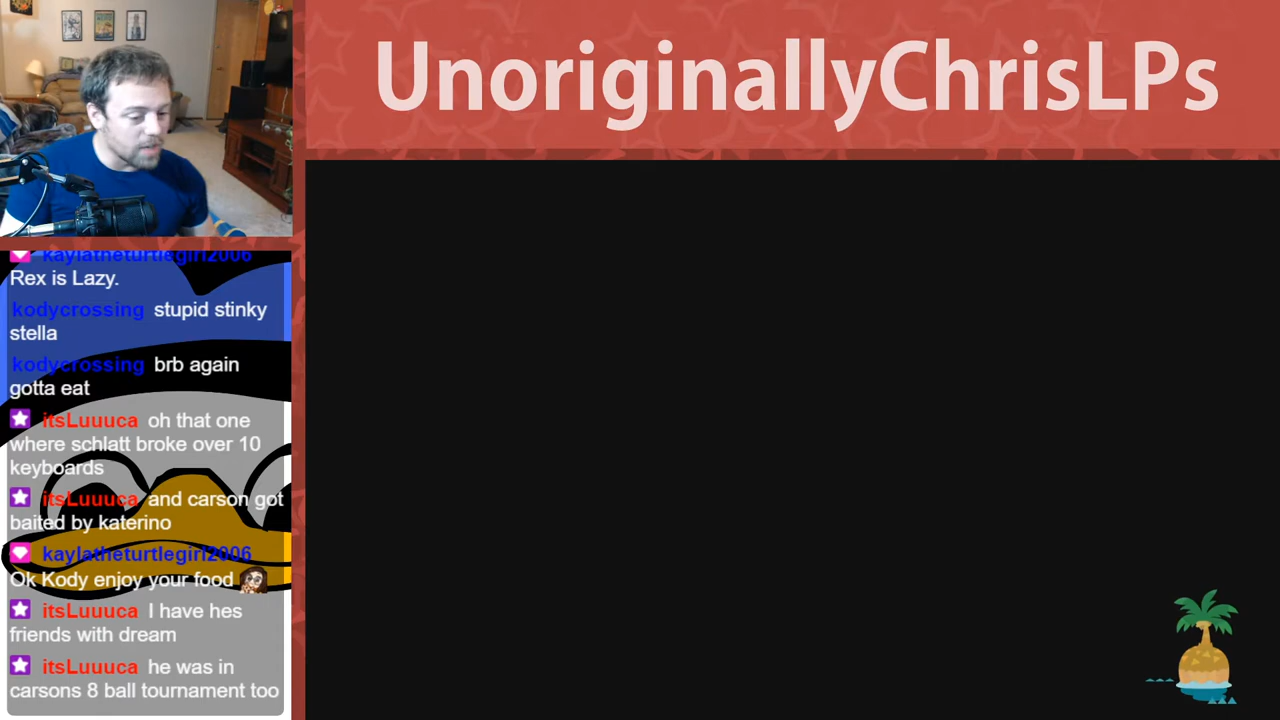 UnoriginallyChrisLPs
kaylatheturtlegirl2006
Rex is Lazy.
kodycrossing stupid stinky
stella
kodycrossing brb again
gotta eat
itsLuuuca oh that one
where schlatt broke over 10
keyboards
itsLuuuca and carson got
baited by katerino
kaylatheturtlegirl2006
Ok Kody enjoy your food
itsLuuuca I have hes
friends with dream
itsLuuuca he was in
carsons 8 ball tournament too